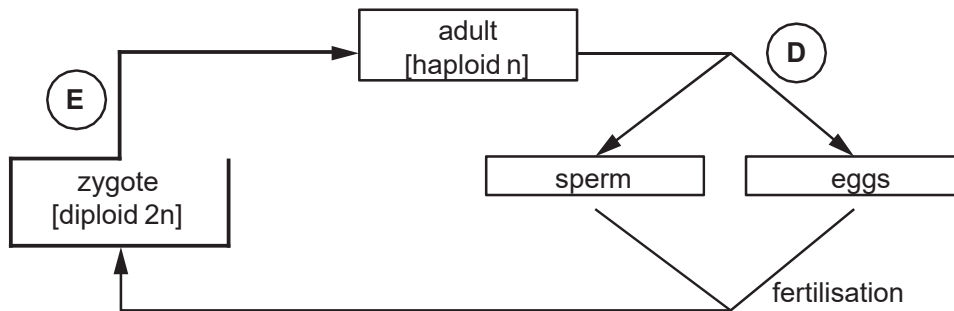 adult
[haploid n]
D
E
zygote
[diploid 2n]
sperm
eggs
fertilisation